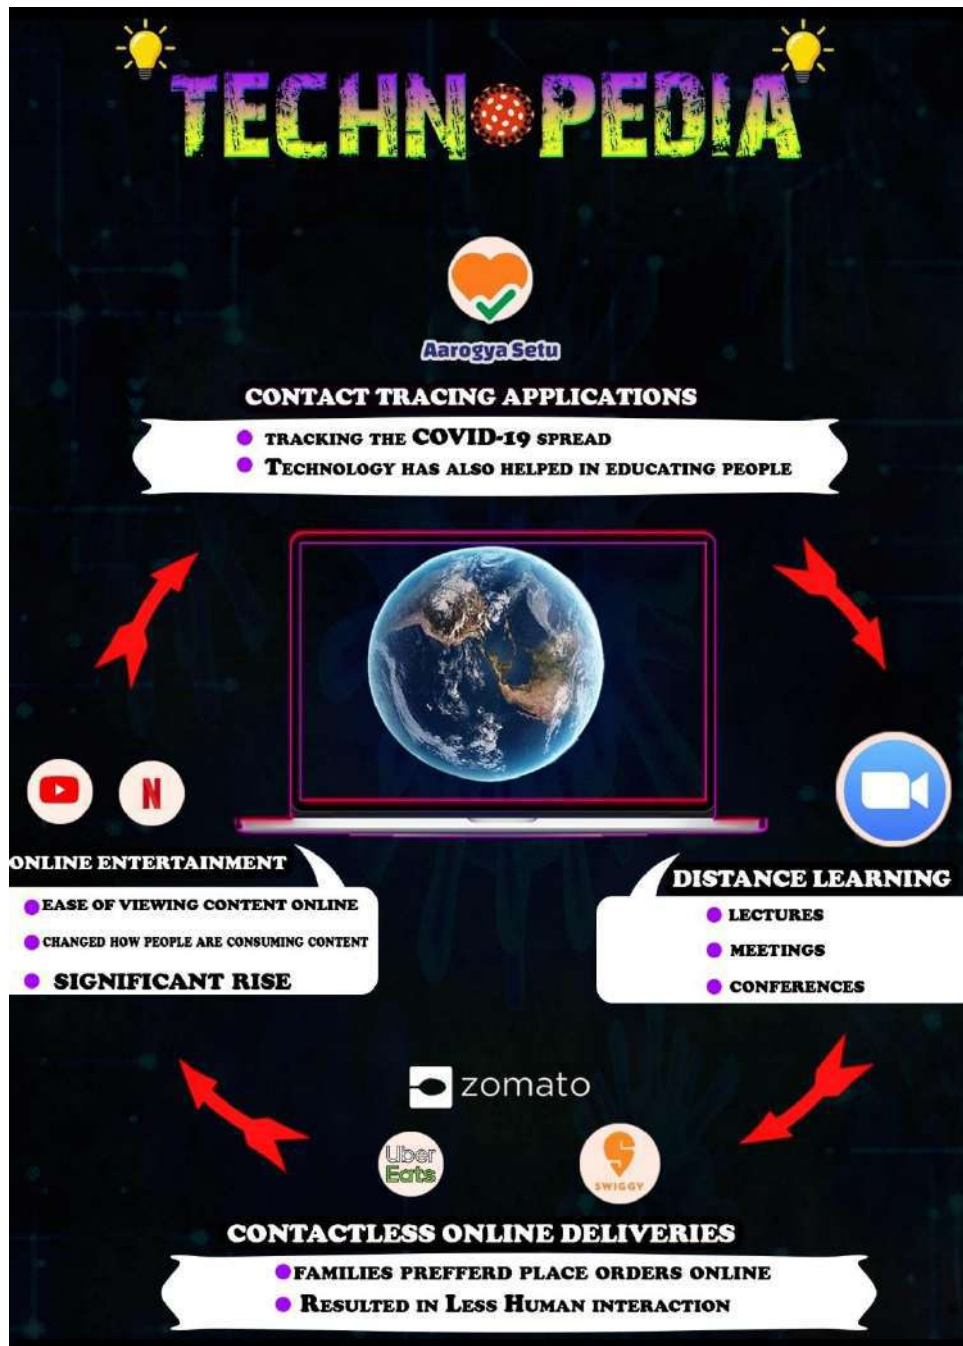 TECHNOPEDIA
Aarogya Setu
CONTACT TRACING APPLICATIONS
TRACKING THE COVID-19 SPREAD
TECHNOLOGY HAS ALSO HELPED IN EDUCATING PEOPLE
N
ONLINE ENTERTAINMENT
EASE OF VIEWING CONTENT ONLINE
CHANGED HOW PEOPLE ARE CONSUMING CONTENT
SIGNIFICANT RISE
DISTANCE LEARNING
LECTURES
MEETINGS
CONFERENCES
zomato
Uber
Eats
SWIGGY
CONTACTLESS ONLINE DELIVERIES
FAMILIES PREFFERD PLACE ORDERS ONLINE
RESULTED IN LESS HUMAN INTERACTION